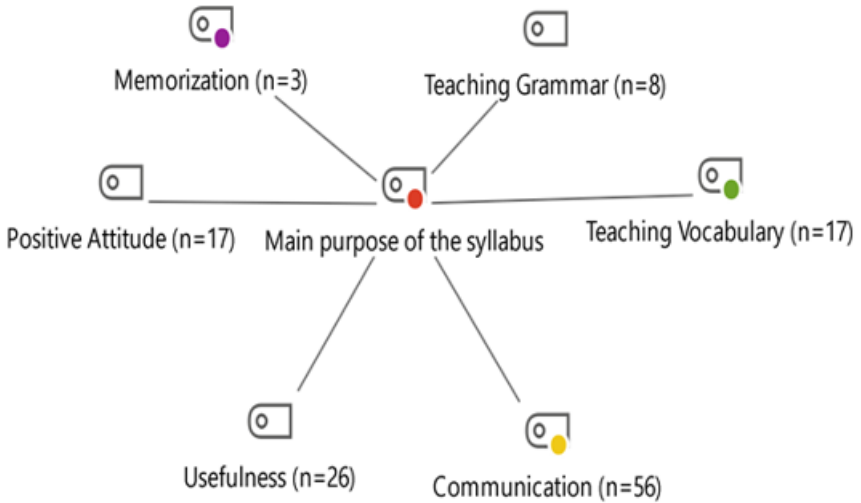 Memorization (n=3)
Teaching Grammar (n=8)
Positive Attitude (n=17)
Main purpose of the syllabus
Teaching Vocabulary (n=17)
Usefulness (n=26)
Communication (n=56)